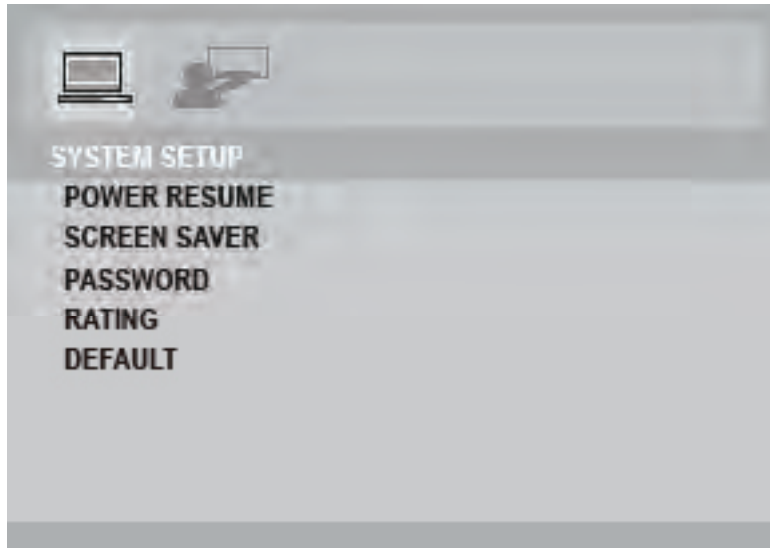 SYSTEM SETUP
POWER RESUME
SCREEN SAVER
PASSWORD
RATING
DEFAULT